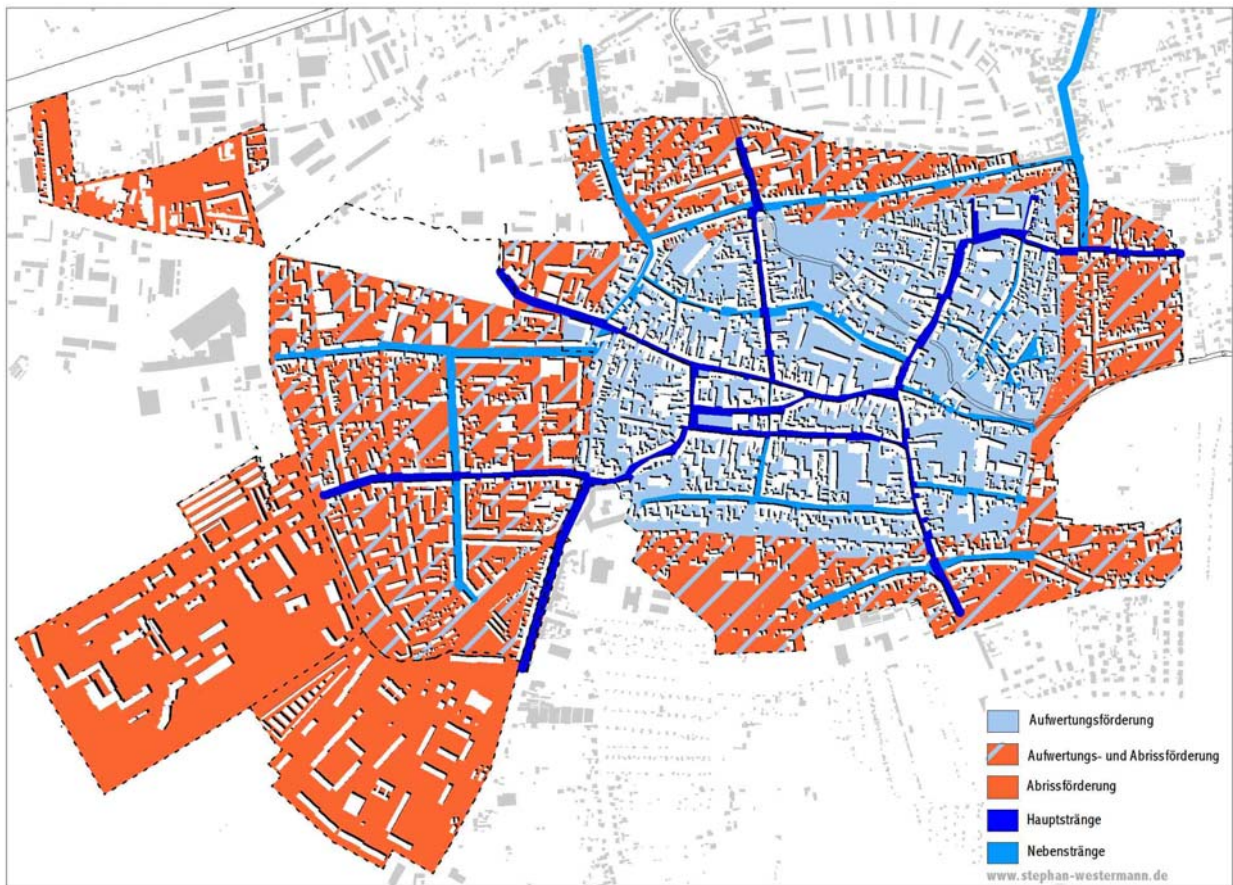 Aufwertungsförderung
Aufwertungs- und Abrissförderung
Abrissförderung
Hauptstränge
Nebenstränge
www.stephan-westermann.de